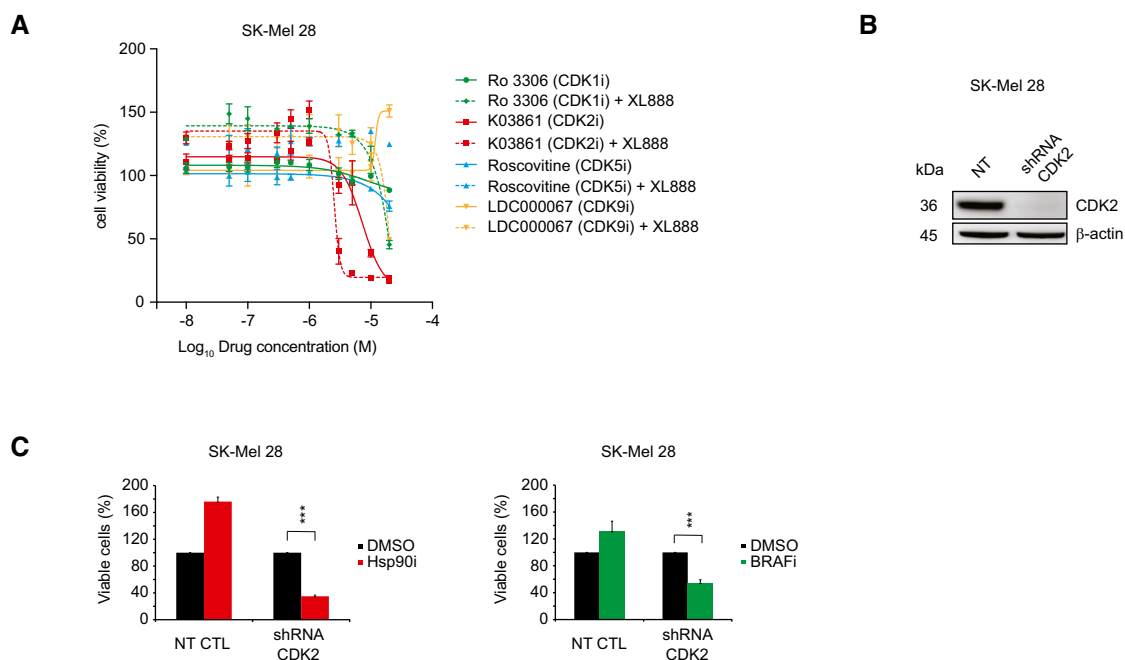 A
SK-Mel 28
200
150
100
50
0
cell viability (%)
-8
-7
-6
-5
-4
Log10 Drug concentration (M)
Ro 3306 (CDK1i)
Ro 3306 (CDK1i) + XL888
K03861 (CDK2i)
K03861 (CDK2i) + XL888
Roscovitine (CDK5i)
Roscovitine (CDK5i) + XL888
LDC000067 (CDK9i)
LDC000067 (CDK9i) + XL888
B
SK-Mel 28
kDa
NT
shRNA
CDK2
36
CDK2
45
β-actin
C
SK-Mel 28
Viable cells (%)
200
160
120
80
40
0
***
DMSO
Hsp90i
NT CTL
shRNA
CDK2
SK-Mel 28
Viable cells (%)
200
160
120
80
40
0
***
DMSO
BRAFi
NT CTL
shRNA
CDK2